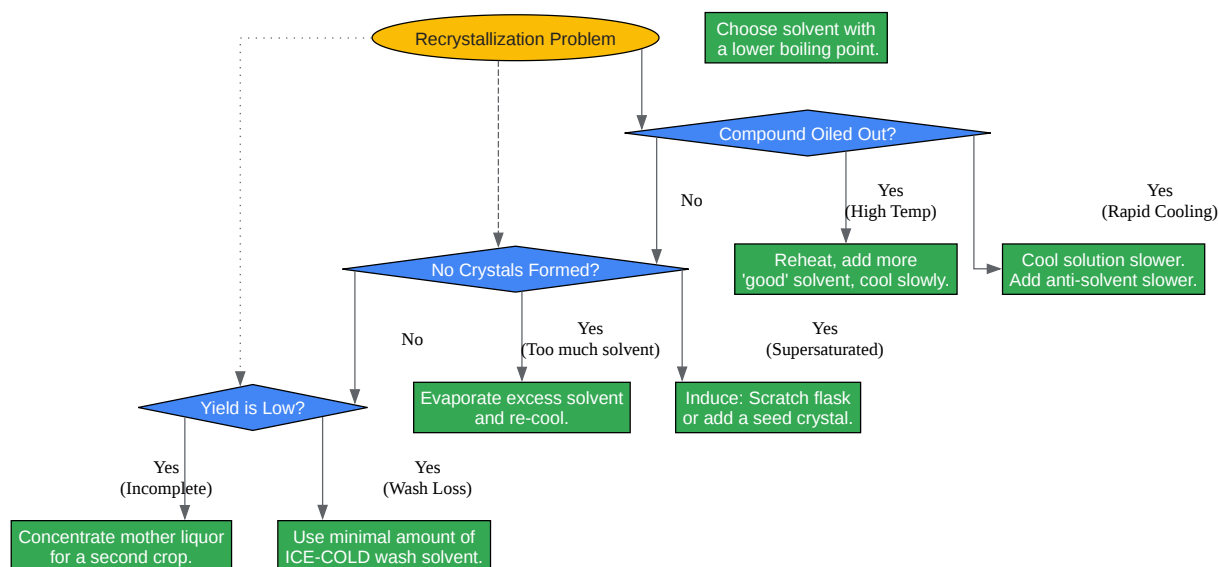 Recrystallization Problem
Choose solvent with
a lower boiling point.
Compound Oiled Out?
No
Yes
(High Temp)
Yes
(Rapid Cooling)
No Crystals Formed?
Reheat, add more
'good' solvent, cool slowly.
Cool solution slower.
Add anti-solvent slower.
No
Yes
(Too much solvent)
Yes
(Supersaturated)
Yield is Low?
Evaporate excess solvent
and re-cool.
Induce: Scratch flask
or add a seed crystal.
Yes
(Incomplete)
Yes
(Wash Loss)
Concentrate mother liquor
for a second crop.
Use minimal amount of
ICE-COLD wash solvent.